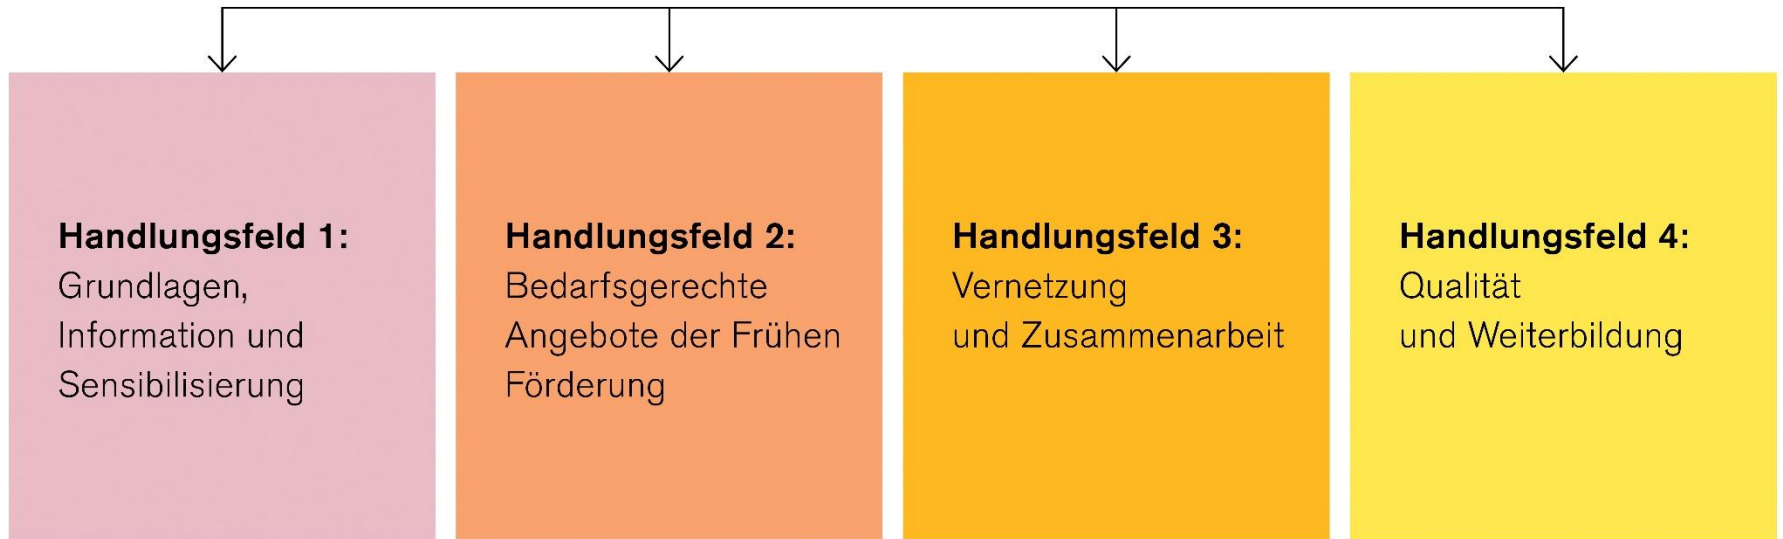 Handlungsfeld 1:
Grundlagen,
Information und
Sensibilisierung
Handlungsfeld 2:
Bedarfsgerechte
Angebote der Frühen
Förderung
Handlungsfeld 3:
Vernetzung
und Zusammenarbeit
Handlungsfeld 4:
Qualität
und Weiterbildung